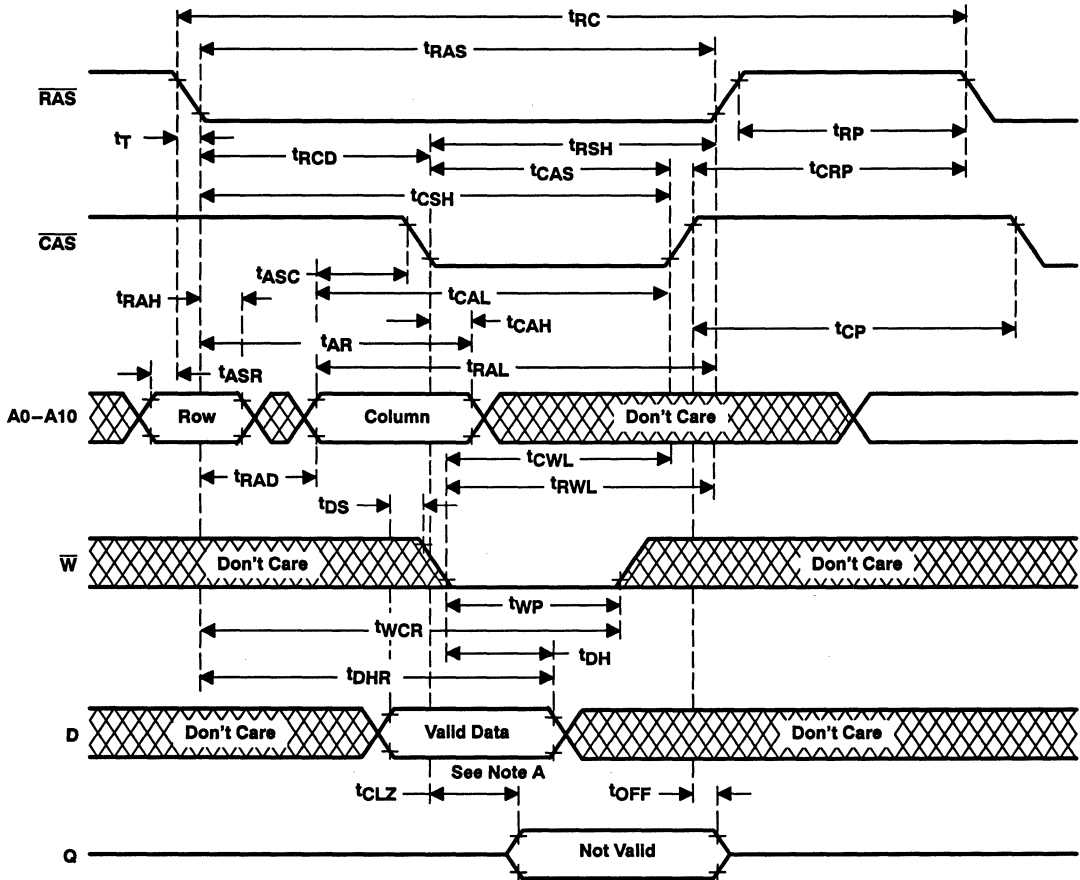 tRC
tRAS
RAS
tT
tRP
tRCD
tRSH
tCAS
tCRP
tCSH
CAS
tASC
tRAH
tCAL
tCAH
tCP
tAR
tRAL
tASR
A0–A10
Row
Column
Don't Care
tCWL
tRAD
tRWL
tDS
W
Don't Care
Don't Care
tWP
tWCR
tDH
tDHR
D
Don't Care
Valid Data
Don't Care
See Note A
tCLZ
tOFF
Q
Not Valid